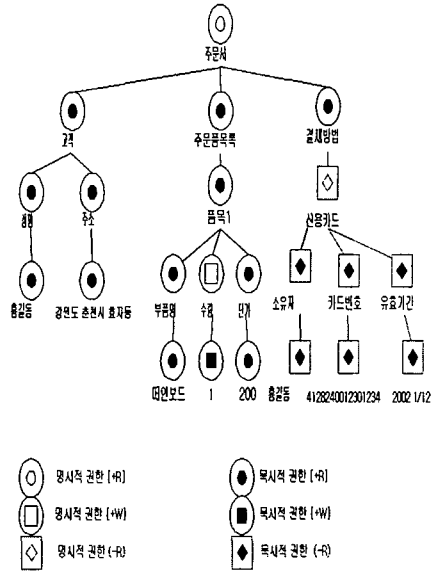 주문서
고객 주문품목록 결제방법
성명 주소 품목1 신용카드
홍길동 강원도 춘천시 효자동 부품명 수량 단가 소유자 카드번호 유효기간
1 200 홍길동 4128240012301234 2002 1/12
명시적 권한 [+R] 묵시적 권한 [+R]
명시적 권한 [+W] 묵시적 권한 [+W]
명시적 권한 (-R) 묵시적 권한 (-R)